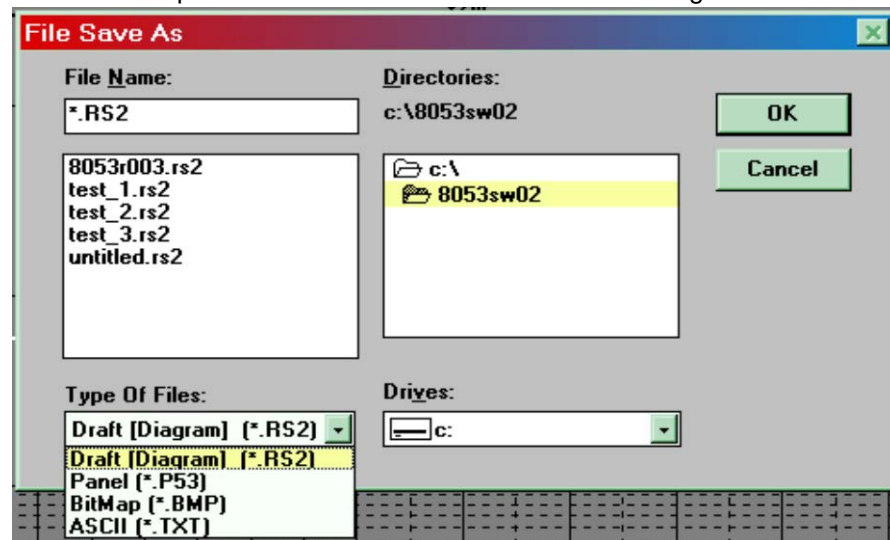 File Save As
File Name:
*.RS2
8053r003.rs2
test_1.rs2
test_2.rs2
test_3.rs2
untitled.rs2
Directories:
c:\8053sw02
c:\
8053sw02
OK
Cancel
Type Of Files:
Draft [Diagram] (*.RS2)
Draft [Diagram] (*.RS2)
Panel (*.P53)
BitMap (*.BMP)
ASCII (*.TXT)
Drives:
c: